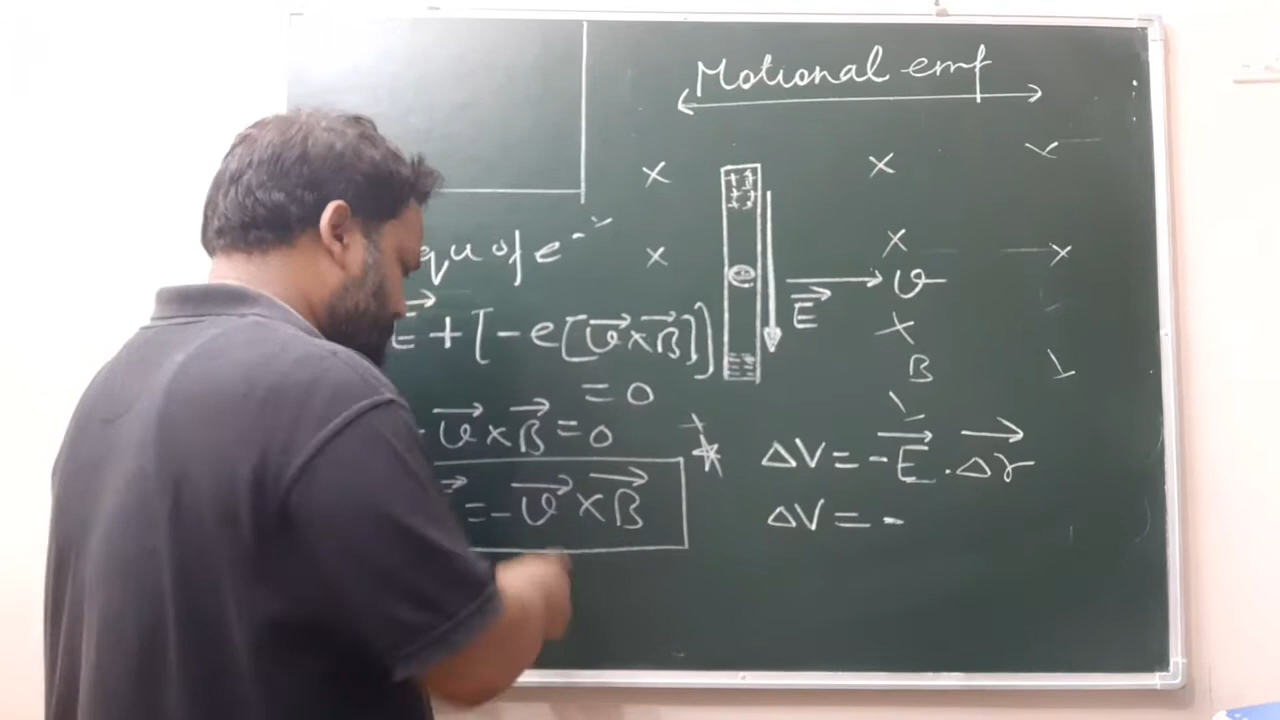 Motional emf
× × ×
+ +
+ +
equ of e⁻
× × ×
v⃗
E⃗
E⃗ + [-e[v⃗×B⃗]]
= 0
×
B
v⃗×B⃗ = 0
= -v⃗×B⃗
ΔV = -E⃗.Δr⃗
ΔV = -